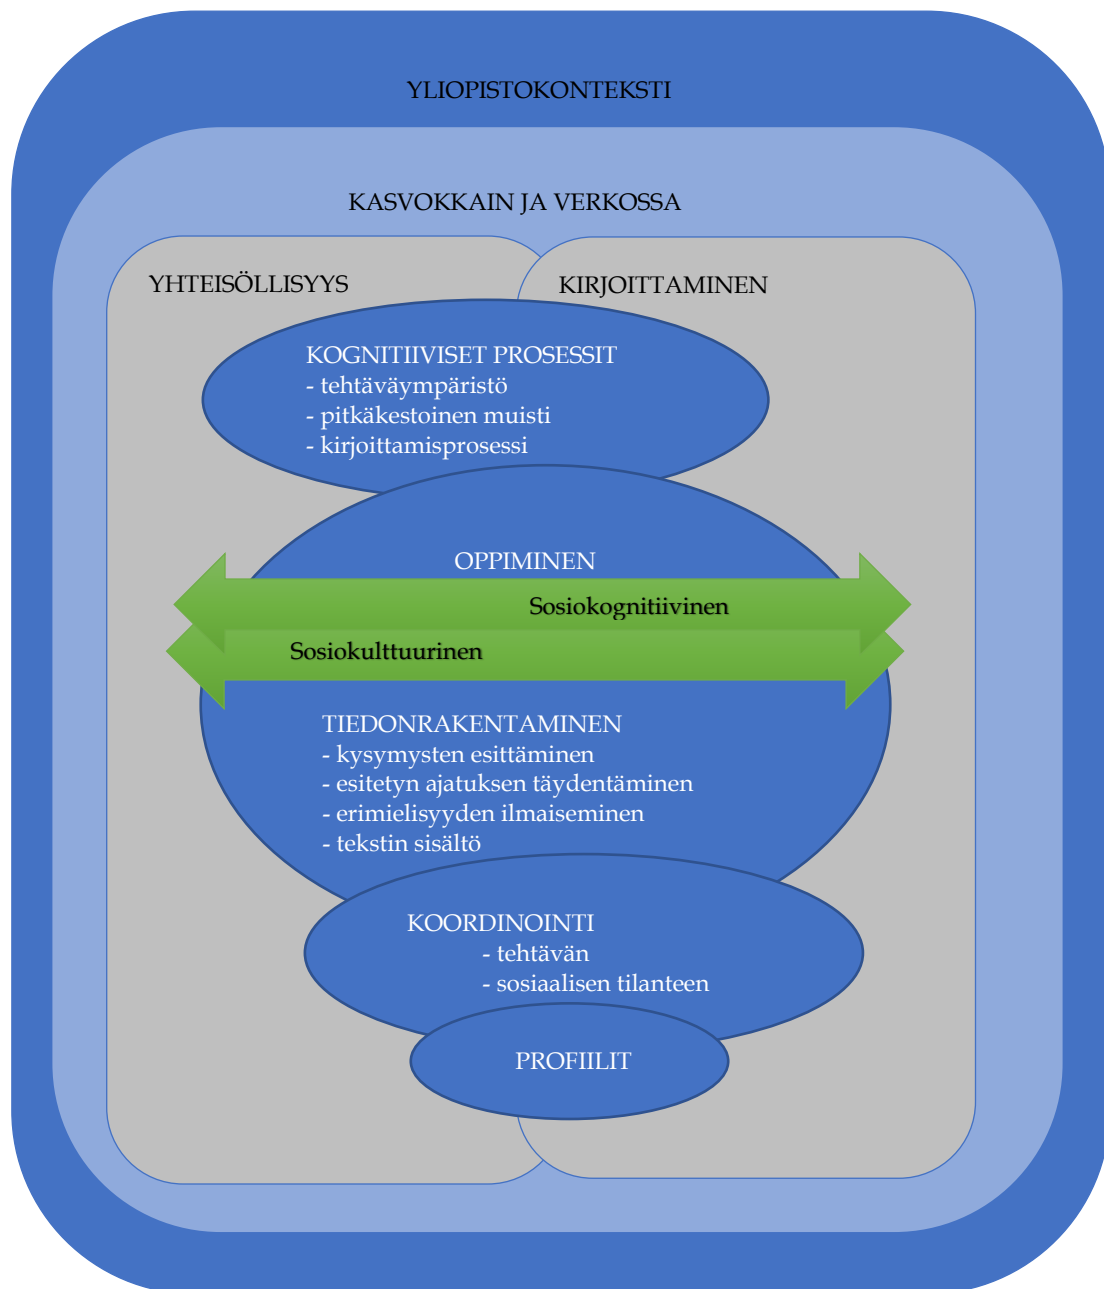 YLIOPISTOKONTEKSTI
KASVOKKAIN JA VERKOSSA
YHTEISÖLLISYYS
KIRJOITTAMINEN
KOGNITIIVISET PROSESSIT
- tehtäväympäristö
- pitkäkestoinen muisti
- kirjoittamisprosessi
OPPIMINEN
Sosiokognitiivinen
Sosiokulttuurinen
TIEDONRAKENTAMINEN
- kysymysten esittäminen
- esitetyn ajatuksen täydentäminen
- erimielisyyden ilmaiseminen
- tekstin sisältö
KOORDINOINTI
- tehtävän
- sosiaalisen tilanteen
PROFIILIT